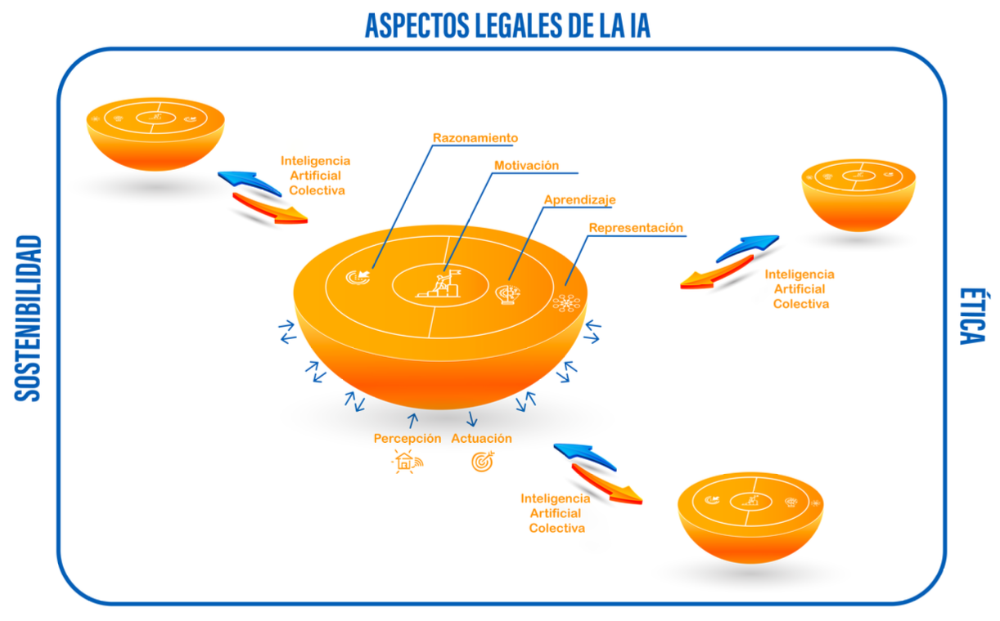 ASPECTOS LEGALES DE LA IA
Razonamiento
Inteligencia
Artificial
Colectiva
Motivación
Aprendizaje
Representación
SOSTENIBILIDAD
Inteligencia
Artificial
Colectiva
ÉTICA
Percepción
Actuación
Inteligencia
Artificial
Colectiva